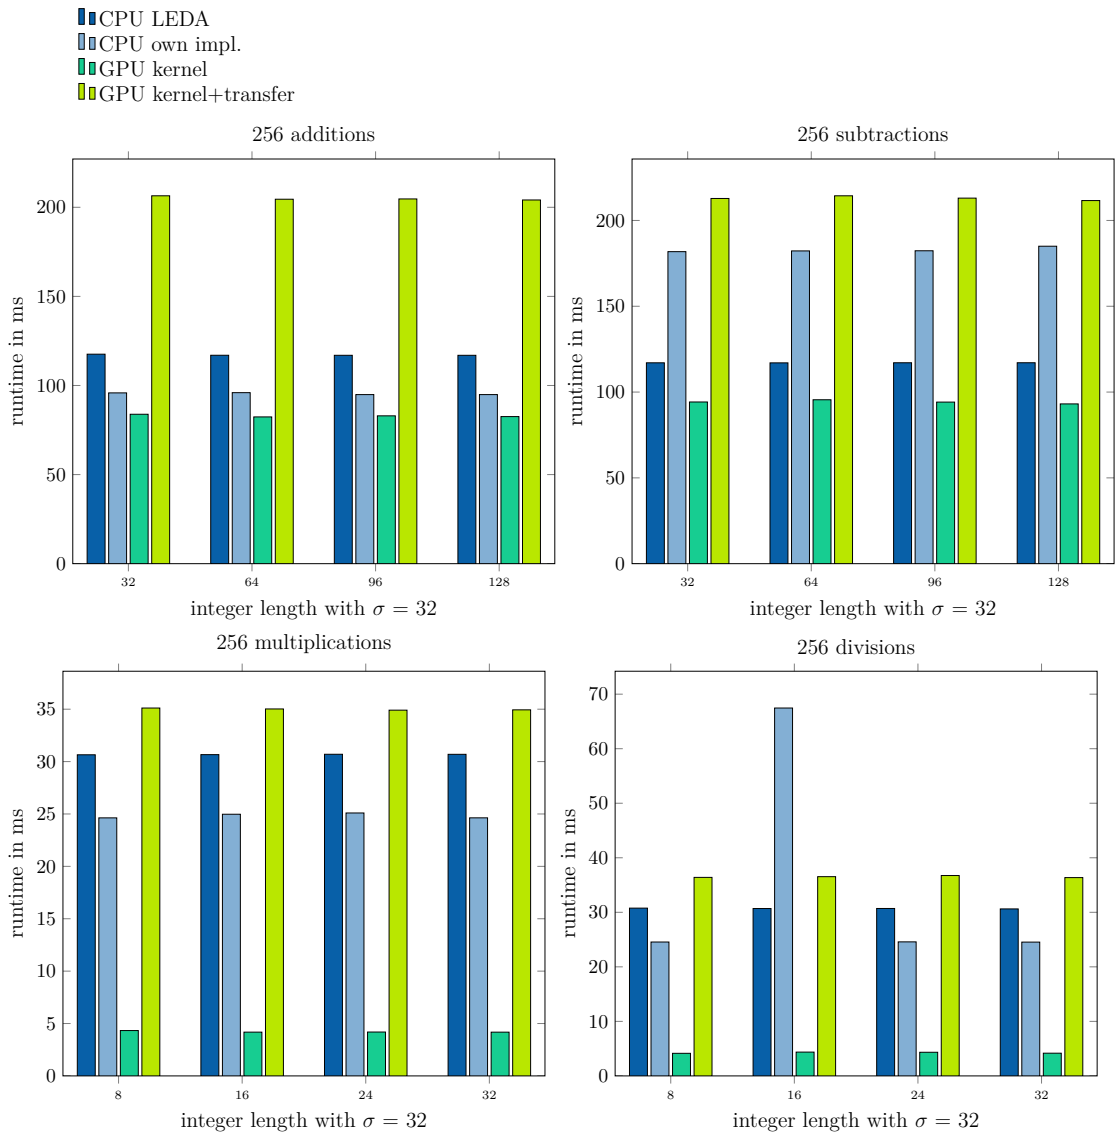 CPU LEDA
CPU own impl.
GPU kernel
GPU kernel+transfer
256 additions
200
150
100
50
0
runtime in ms
32 64 96 128
integer length with σ = 32
256 subtractions
200
150
100
50
0
runtime in ms
32 64 96 128
integer length with σ = 32
256 multiplications
35
30
25
20
15
10
5
0
runtime in ms
8 16 24 32
integer length with σ = 32
256 divisions
70
60
50
40
30
20
10
0
runtime in ms
8 16 24 32
integer length with σ = 32